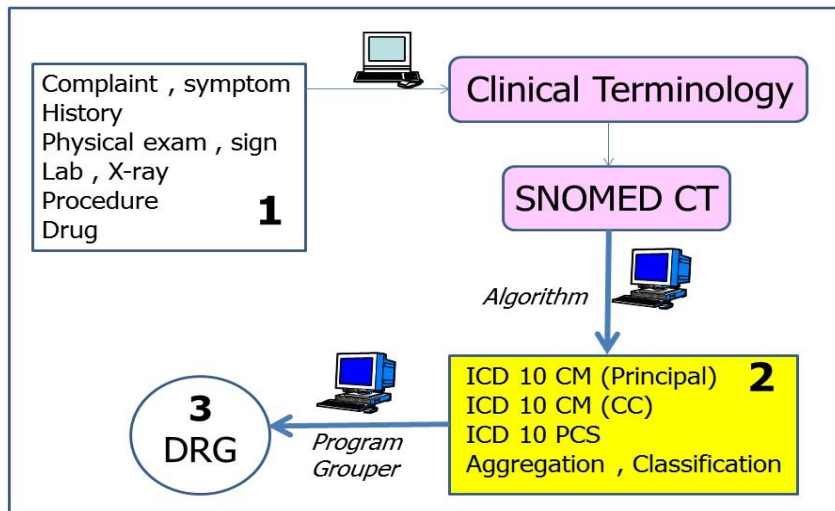 Complaint , symptom
History
Physical exam , sign
Lab , X-ray
Procedure
Drug
1
Clinical Terminology
SNOMED CT
Algorithm
ICD 10 CM (Principal)
ICD 10 CM (CC)
ICD 10 PCS
Aggregation , Classification
2
Program
Grouper
3
DRG